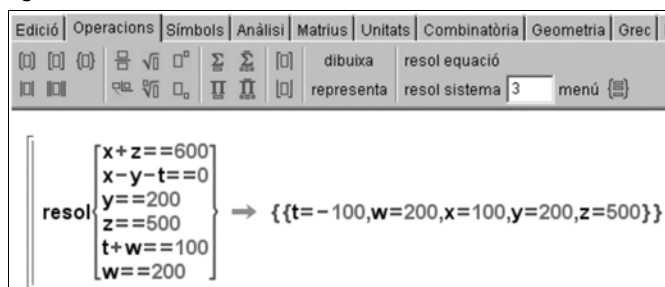 Edició Operacions Símbols Anàlisi Matrius Unitats Combinatòria Geometria Grec
dibuixa resol equació
representa resol sistema 3 menú
x+z==600
x-y-t==0
y==200
z==500
t+w==100
w==200
resol → {{t=-100,w=200,x=100,y=200,z=500}}